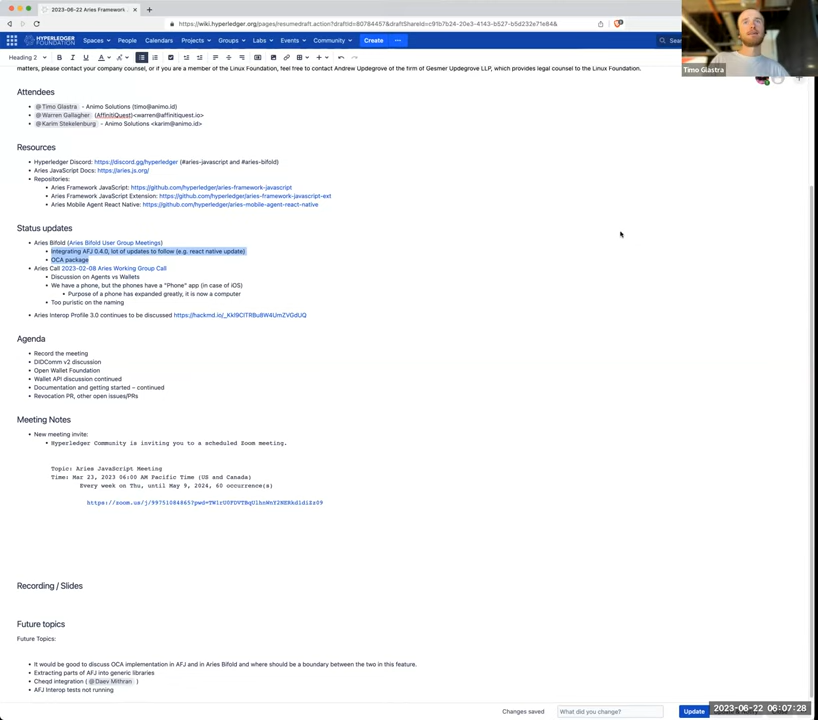 2023-06-22 Aries Framework
https://wiki.hyperledger.org/pages/resumedraft.action?draftId=80784457&draftShareId=c91b7b24-20e3-4143-b527-b5d232e71e84&
HYPERLEDGER FOUNDATION Spaces People Calendars Projects Groups Labs Events Community Create ··· Sea
Heading 2 B I U A
matters, please contact your company counsel, or if you are a member of the Linux Foundation, feel free to contact Andrew Updegrove of the firm of Gesmer Updegrove LLP, which provides legal counsel to the Linux Foundation.
Timo Glastra
Attendees
• @Timo Glastra - Animo Solutions (timo@animo.id)
• @Warren Gallagher (AffinitiQuest)<warren@affinitiquest.io>
• @Karim Stekelenburg - Animo Solutions <karim@animo.id>
Resources
• Hyperledger Discord: https://discord.gg/hyperledger (#aries-javascript and #aries-bifold)
• Aries JavaScript Docs: https://aries.js.org/
• Repositories:
• Aries Framework JavaScript: https://github.com/hyperledger/aries-framework-javascript
• Aries Framework JavaScript Extension: https://github.com/hyperledger/aries-framework-javascript-ext
• Aries Mobile Agent React Native: https://github.com/hyperledger/aries-mobile-agent-react-native
Status updates
• Aries Bifold (Aries Bifold User Group Meetings)
• Integrating AFJ 0.4.0, lot of updates to follow (e.g. react native update)
• OCA package
• Aries Call 2023-02-08 Aries Working Group Call
• Discussion on Agents vs Wallets
• We have a phone, but the phones have a "Phone" app (in case of iOS)
• Purpose of a phone has expanded greatly, it is now a computer
• Too puristic on the naming
• Aries Interop Profile 3.0 continues to be discussed
Agenda
• Record the meeting
• DIDComm v2 discussion
• Open Wallet Foundation
• Wallet API discussion continued
• Documentation and getting started – continued
• Revocation PR, other open issues/PRs
Meeting Notes
• New meeting invite:
• Hyperledger Community is inviting you to a scheduled Zoom meeting.
Topic: Aries JavaScript Meeting
Time: Mar 23, 2023 06:00 AM Pacific Time (US and Canada)
Every week on Thu, until May 9, 2024, 60 occurrence(s)
Recording / Slides
Future topics
Future Topics:
• It would be good to discuss OCA implementation in AFJ and in Aries Bifold and where should be a boundary between the two in this feature.
• Extracting parts of AFJ into generic libraries
• Cheqd integration ( @Daev Mithran )
• AFJ Interop tests not running
Changes saved What did you change? Update
2023-06-22 06:07:28